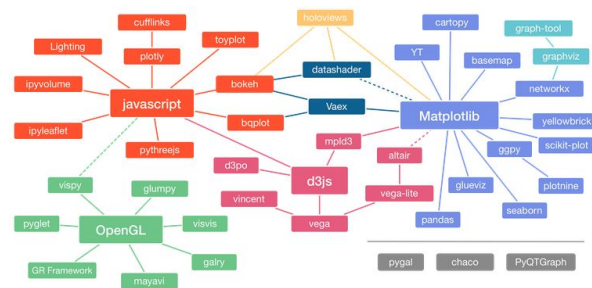 cufflinks
Lighting
plotly
toyplot
ipyvolume
javascript
bokeh
ipyleaflet
bqplot
pythreejs
holoviews
datashader
Vaex
cartopy
YT
basemap
graph-tool
graphviz
networkx
Matplotlib
yellowbrick
scikit-plot
ggpy
plotnine
glueviz
seaborn
pandas
mpld3
altair
d3po
d3js
vincent
vega-lite
vega
vispy
glumpy
pyglet
OpenGL
visvis
GR Framework
galry
mayavi
pygal
chaco
PyQTGraph